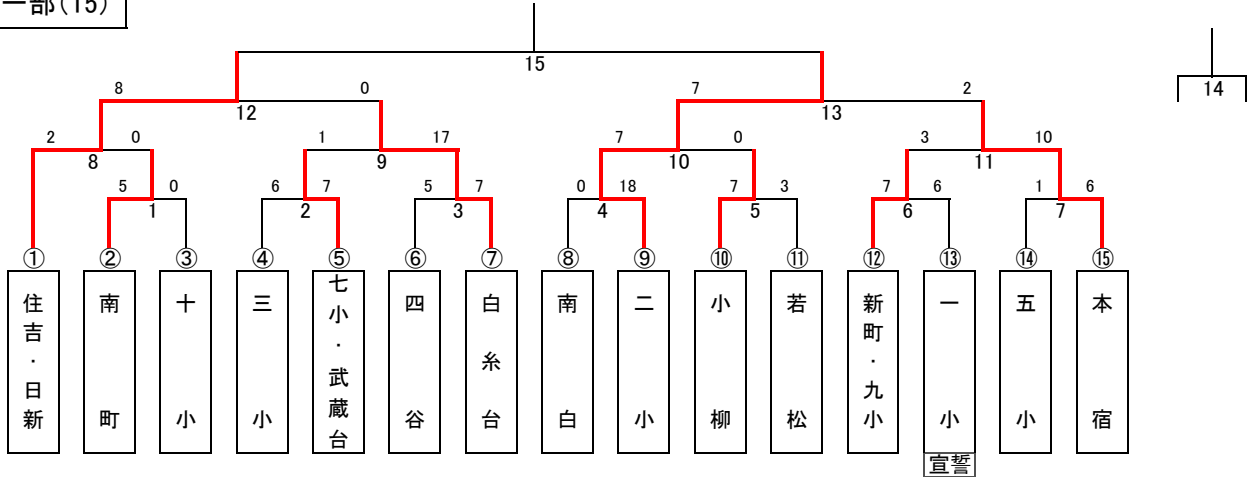 一部(15)
15
8 0 7 2
12 13 14
2 0 1 17 7 0 3 10
8 9 10 11
5 0 6 7 5 7 0 18 7 3 7 6 1 6
1 2 3 4 5 6 7
① ② ③ ④ ⑤ ⑥ ⑦ ⑧ ⑨ ⑩ ⑪ ⑫ ⑬ ⑭ ⑮
住吉・日新
南町
十小
三小
七小・武蔵台
四谷
白糸台
南白
二小
小柳
若松
新町・九小
一小
五小
本宿
宣誓